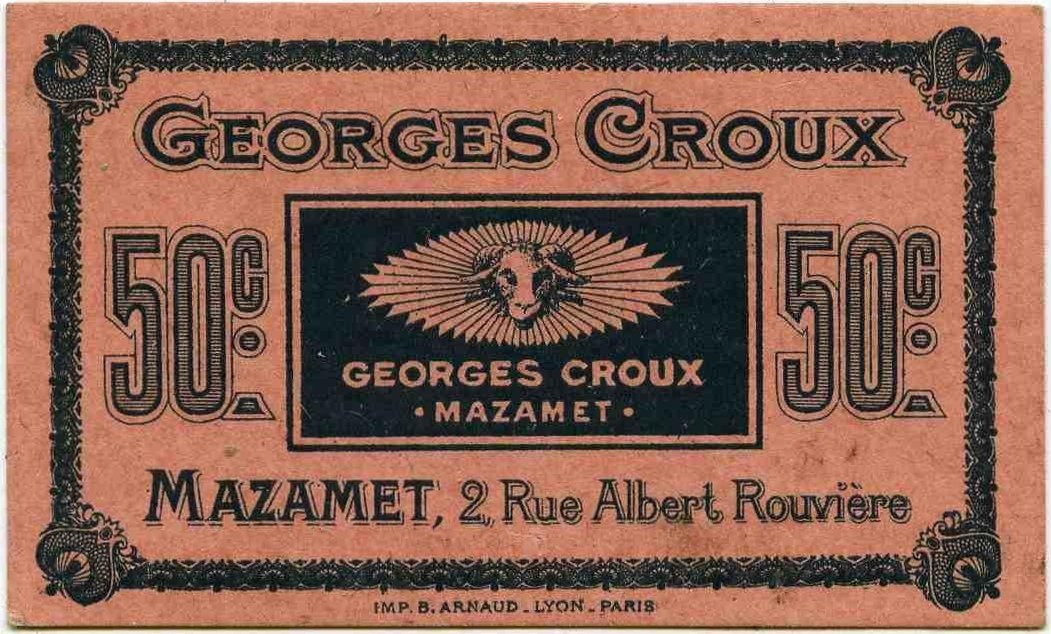 GEORGES CROUX
50C. 50C.
GEORGES CROUX
• MAZAMET •
MAZAMET, 2, Rue Albert Rouvière
IMP. B. ARNAUD - LYON - PARIS